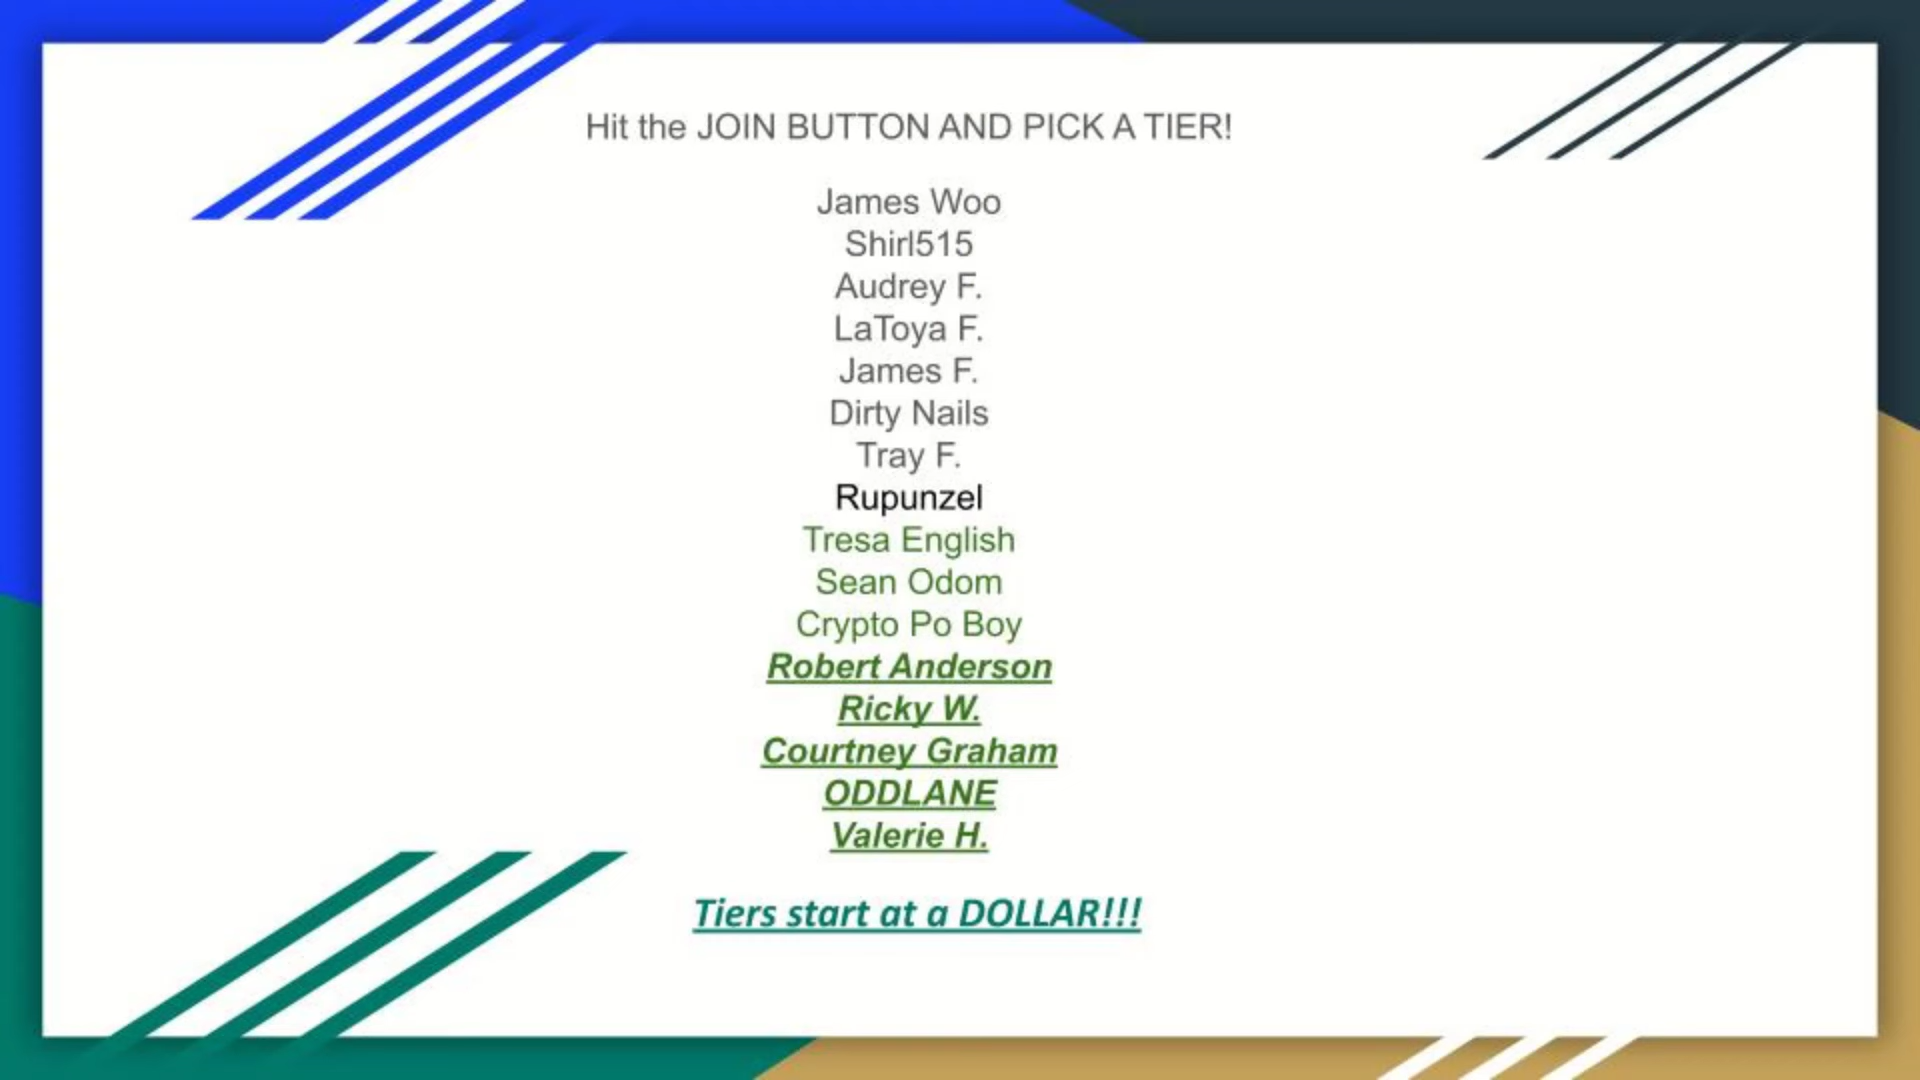 Hit the JOIN BUTTON AND PICK A TIER!
James Woo
Shirl515
Audrey F.
LaToya F.
James F.
Dirty Nails
Tray F.
Rupunzel
Tresa English
Sean Odom
Crypto Po Boy
Robert Anderson
Ricky W.
Courtney Graham
ODDLANE
Valerie H.
Tiers start at a DOLLAR!!!